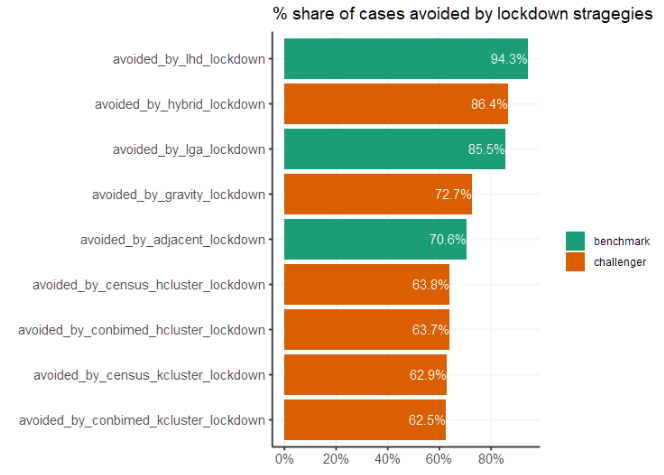 % share of cases avoided by lockdown stragegies
avoided_by_lhd_lockdown
94.3%
avoided_by_hybrid_lockdown
86.4%
avoided_by_lga_lockdown
85.5%
avoided_by_gravity_lockdown
72.7%
avoided_by_adjacent_lockdown
70.6%
avoided_by_census_hcluster_lockdown
63.8%
avoided_by_conbimed_hcluster_lockdown
63.7%
avoided_by_census_kcluster_lockdown
62.9%
avoided_by_conbimed_kcluster_lockdown
62.5%
0% 20% 40% 60% 80%
benchmark
challenger